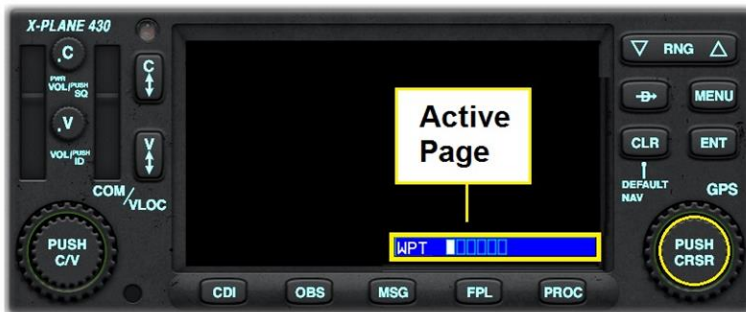 X-PLANE 430
C
PWR
VOL/PUSH
SQ
V
VOL/PUSH
ID
COM/VLOC
PUSH
C/V
C
V
Active
Page
WPT
CDI
OBS
MSG
FPL
PROC
RNG
D
MENU
CLR
ENT
DEFAULT
NAV
GPS
PUSH
CRSR